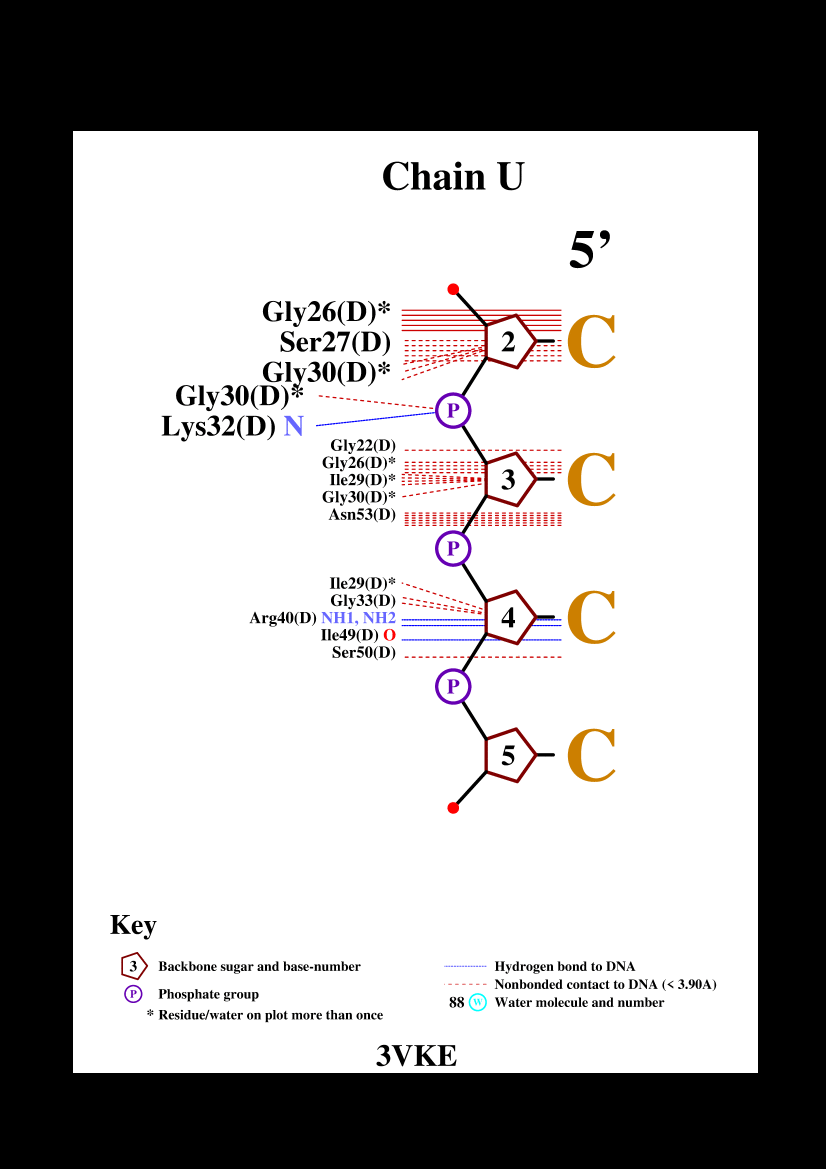 Chain U
5’
Gly26(D)*
2 C
Ser27(D)
Gly30(D)*
Gly30(D)*
P
Lys32(D) N
Gly22(D)
Gly26(D)*
Ile29(D)*
3 C
Gly30(D)*
Asn53(D)
P
Ile29(D)*
Gly33(D)
Arg40(D) NH1, NH2
4 C
Ile49(D) O
Ser50(D)
P
5 C
Key
3 Backbone sugar and base-number
P Phosphate group
* Residue/water on plot more than once
Hydrogen bond to DNA
Nonbonded contact to DNA (< 3.90A)
88 W Water molecule and number
3VKE